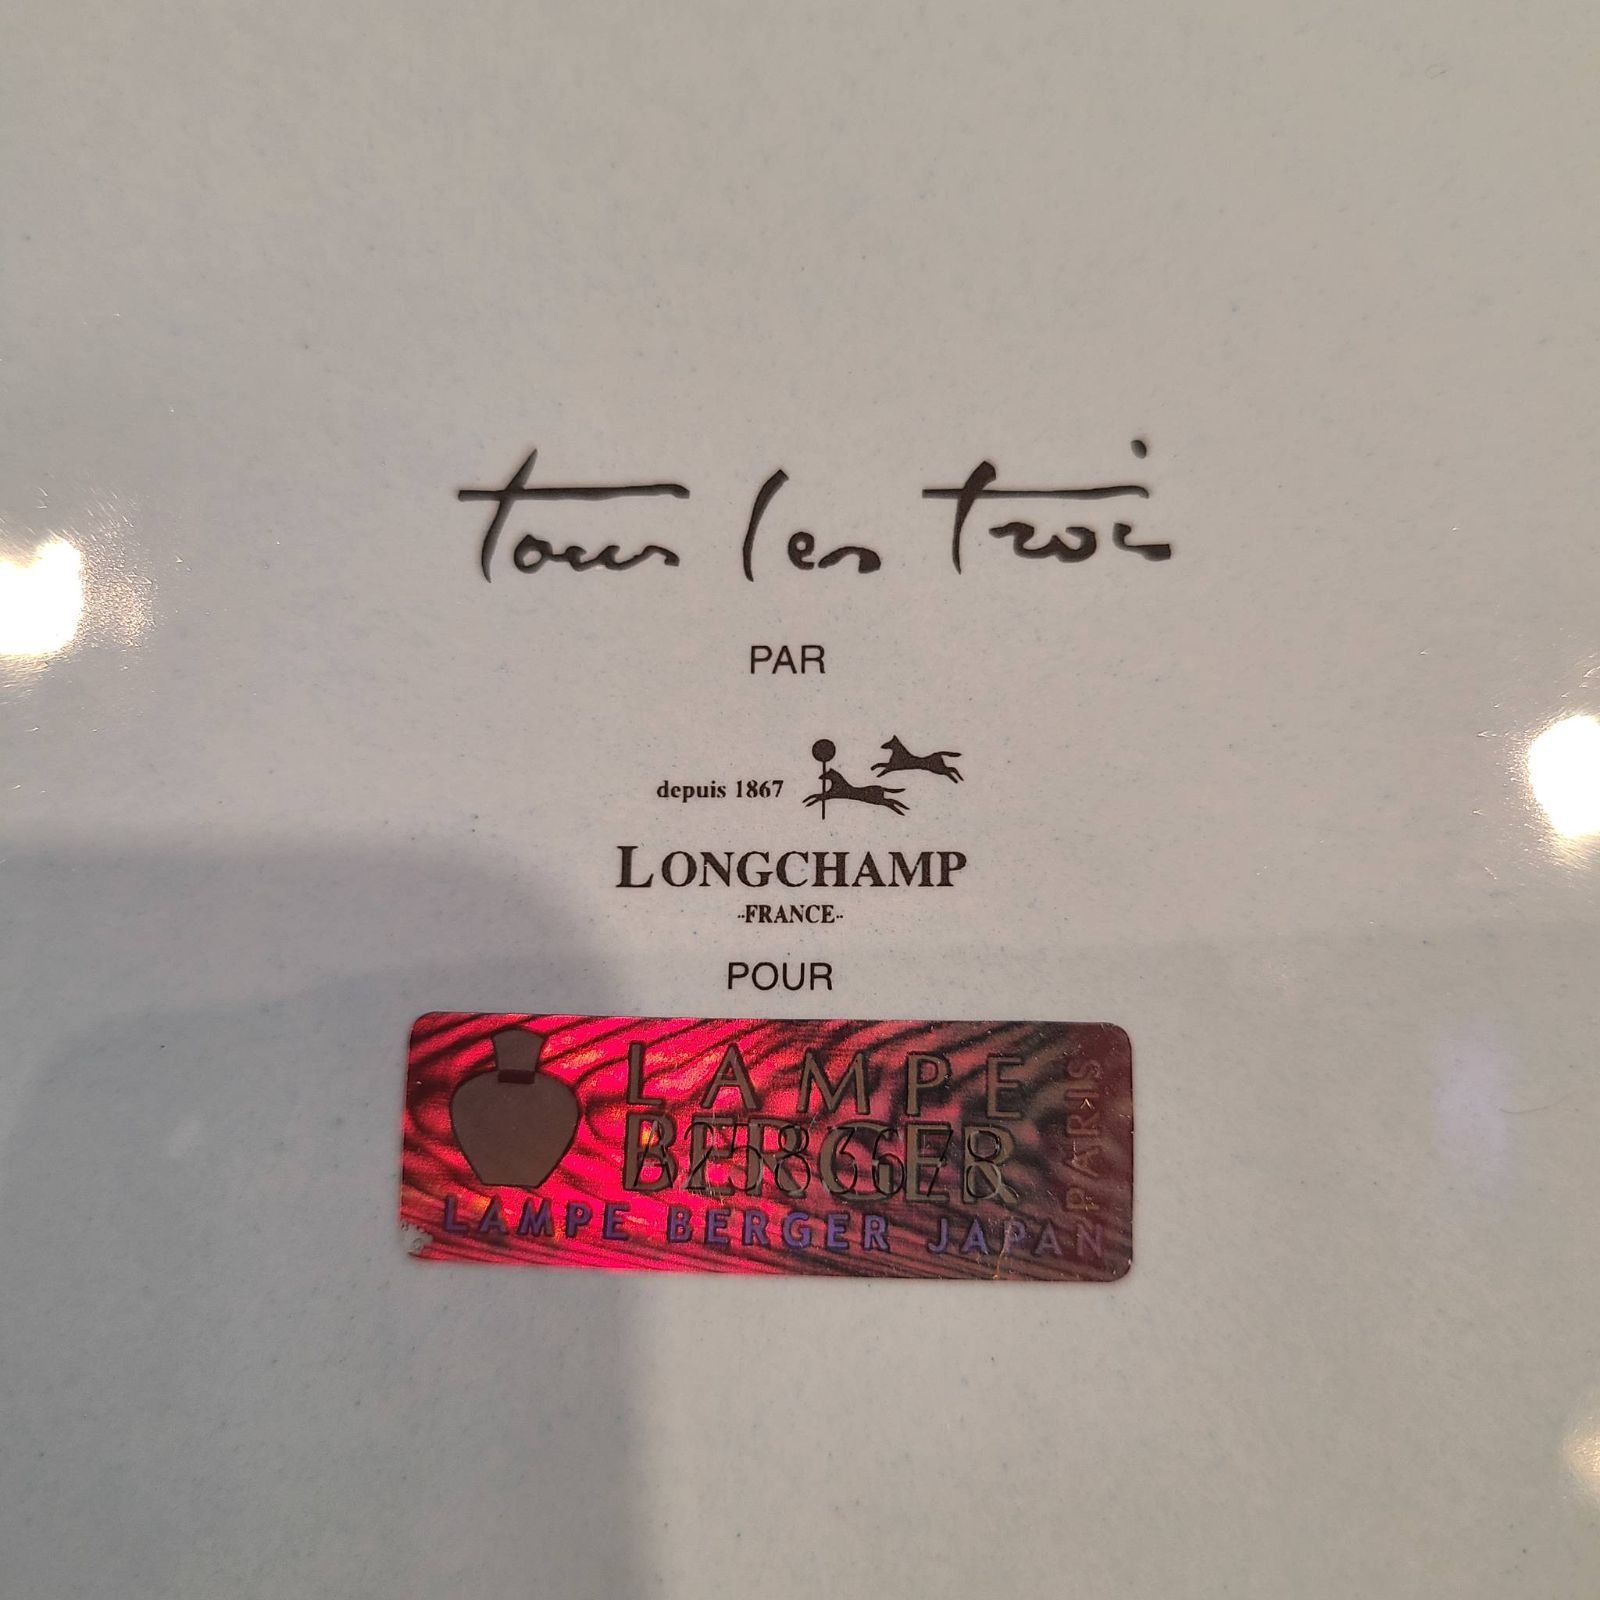 tous les trois
PAR
depuis 1867
LONGCHAMP
-FRANCE-
POUR
LAMPE
BERGER
PARIS
LAMPE BERGER JAPAN